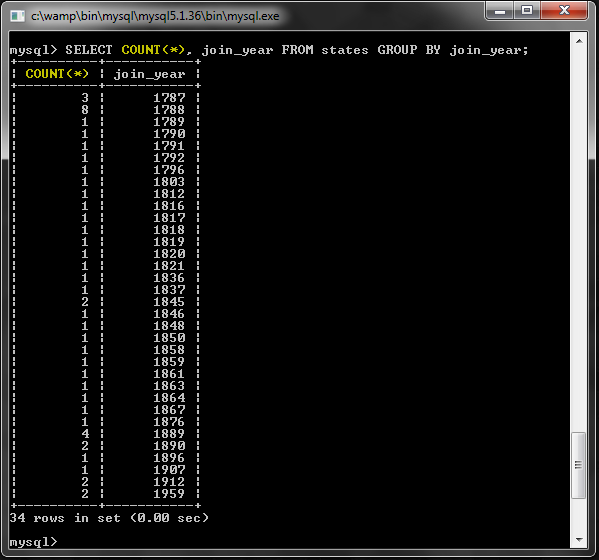 c:\wamp\bin\mysql\mysql5.1.36\bin\mysql.exe
mysql> SELECT COUNT(*), join_year FROM states GROUP BY join_year;
+----------+-----------+
| COUNT(*) | join_year |
+----------+-----------+
| 3 | 1787 |
| 8 | 1788 |
| 1 | 1789 |
| 1 | 1790 |
| 1 | 1791 |
| 1 | 1792 |
| 1 | 1796 |
| 1 | 1803 |
| 1 | 1812 |
| 1 | 1816 |
| 1 | 1817 |
| 1 | 1818 |
| 1 | 1819 |
| 1 | 1820 |
| 1 | 1821 |
| 1 | 1836 |
| 1 | 1837 |
| 2 | 1845 |
| 1 | 1846 |
| 1 | 1848 |
| 1 | 1850 |
| 1 | 1858 |
| 1 | 1859 |
| 1 | 1861 |
| 1 | 1863 |
| 1 | 1864 |
| 1 | 1867 |
| 1 | 1876 |
| 4 | 1889 |
| 2 | 1890 |
| 1 | 1896 |
| 1 | 1907 |
| 2 | 1912 |
| 2 | 1959 |
+----------+-----------+
34 rows in set (0.00 sec)
mysql>